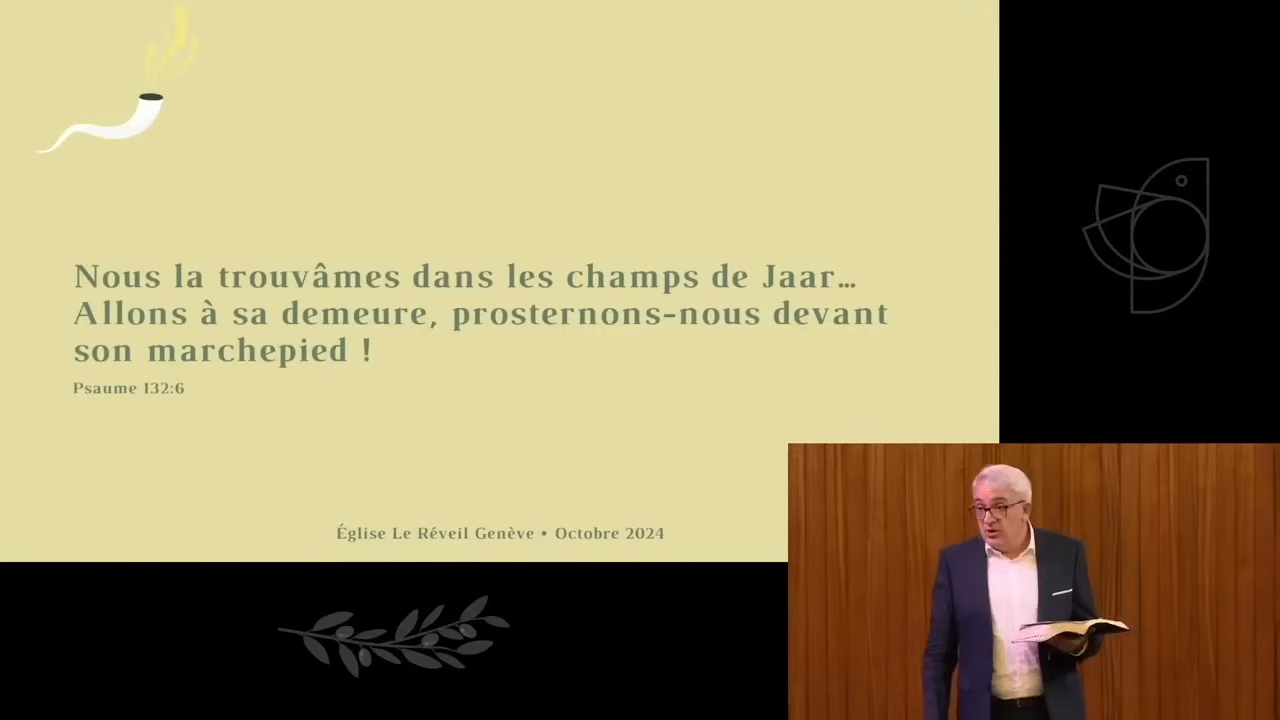 Nous la trouvâmes dans les champs de Jaar…
Allons à sa demeure, prosternons-nous devant
son marchepied !
Psaume 132:6
Église Le Réveil Genève • Octobre 2024